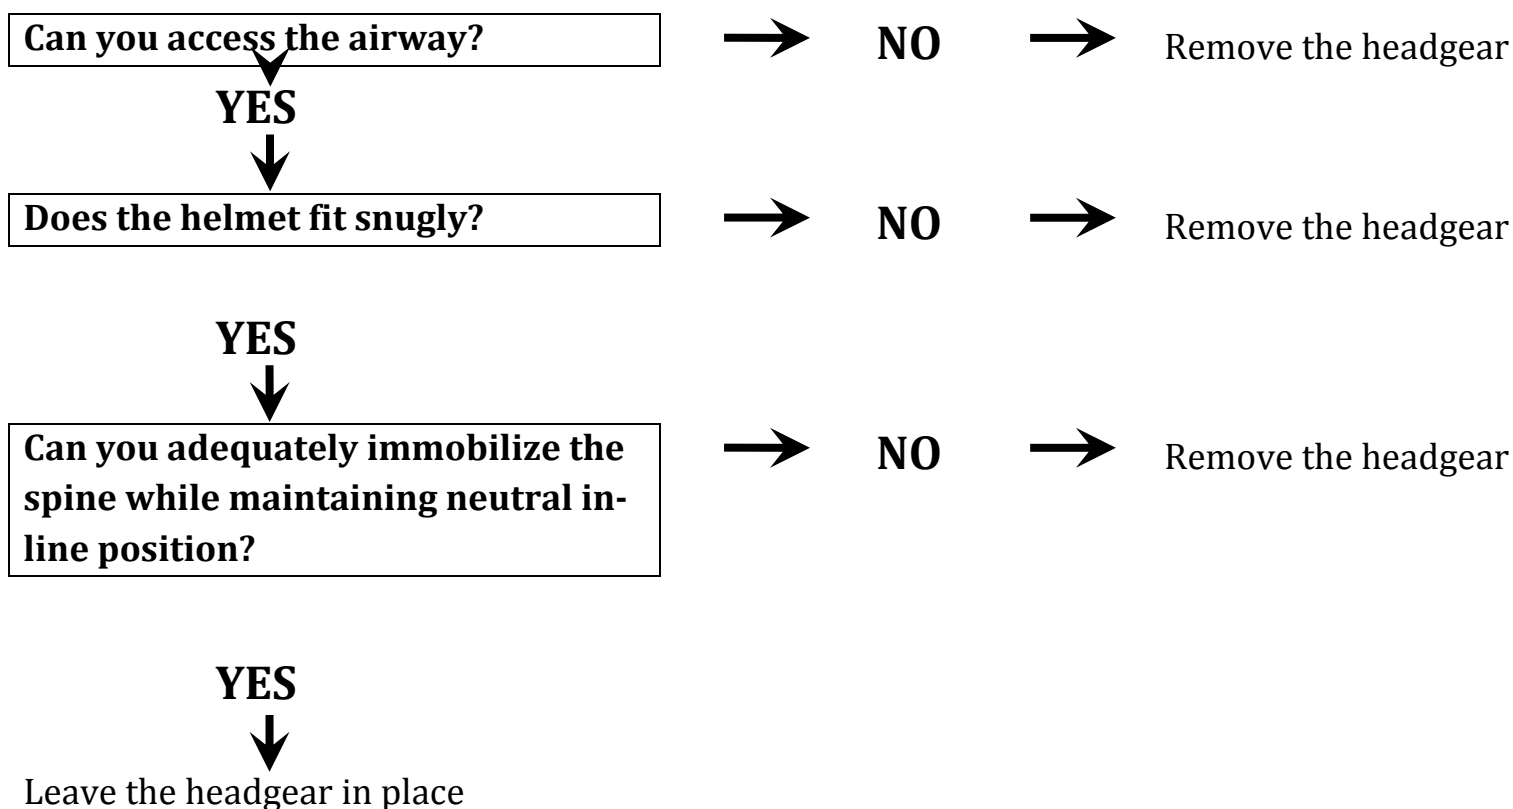 Can you access the airway?
NO
Remove the headgear
YES
Does the helmet fit snugly?
NO
Remove the headgear
YES
Can you adequately immobilize the
spine while maintaining neutral in-
line position?
NO
Remove the headgear
YES
Leave the headgear in place